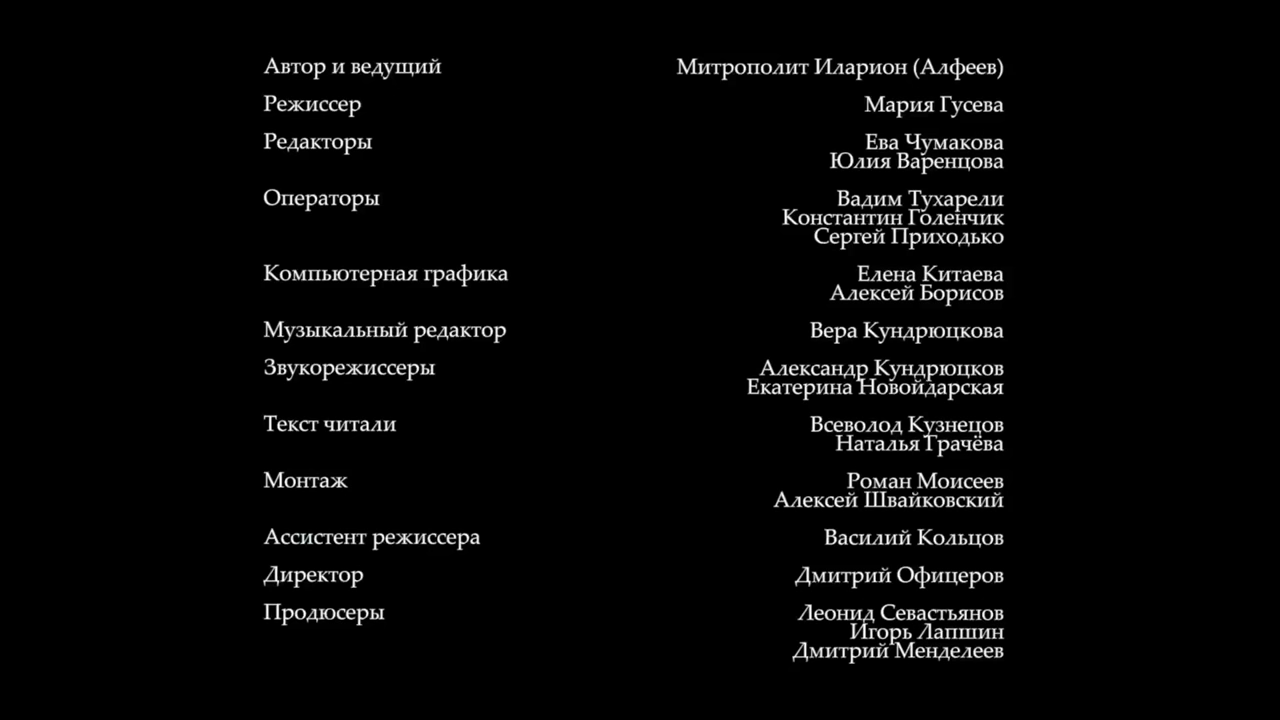 Автор и ведущий Митрополит Иларион (Алфеев)
Режиссер Мария Гусева
Редакторы Ева Чумакова
Юлия Варенцова
Операторы Вадим Тухарели
Константин Голенчик
Сергей Приходько
Компьютерная графика Елена Китаева
Алексей Борисов
Музыкальный редактор Вера Кундрюцкова
Звукорежиссеры Александр Кундрюцков
Екатерина Новойдарская
Текст читали Всеволод Кузнецов
Наталья Грачёва
Монтаж Роман Моисеев
Алексей Швайковский
Ассистент режиссера Василий Кольцов
Директор Дмитрий Офицеров
Продюсеры Леонид Севастьянов
Игорь Лапшин
Дмитрий Менделеев